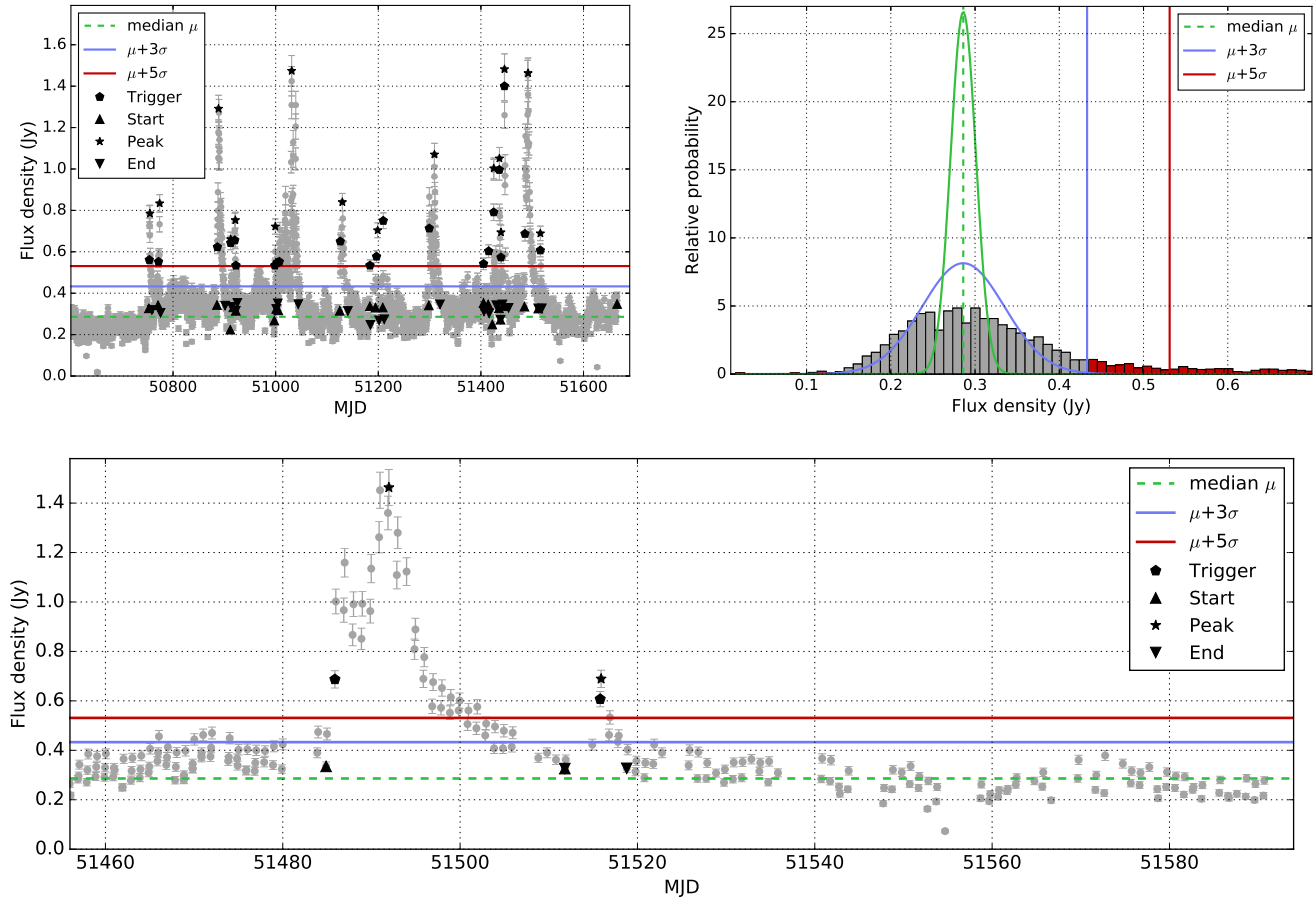 median μ
μ+3σ
μ+5σ
Trigger
Start
Peak
End
1.6
1.4
1.2
1.0
0.8
0.6
0.4
0.2
0.0
Flux density (Jy)
50800
51000
51200
51400
51600
MJD
median μ
μ+3σ
μ+5σ
25
20
15
10
5
0
Relative probability
0.1
0.2
0.3
0.4
0.5
0.6
Flux density (Jy)
median μ
μ+3σ
μ+5σ
Trigger
Start
Peak
End
1.4
1.2
1.0
0.8
0.6
0.4
0.2
0.0
Flux density (Jy)
51460
51480
51500
51520
51540
51560
51580
MJD